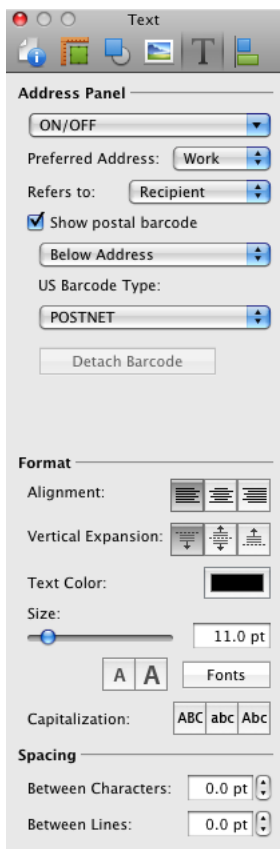 Text
T
Address Panel
ON/OFF
Preferred Address: Work
Refers to: Recipient
Show postal barcode
Below Address
US Barcode Type:
POSTNET
Detach Barcode
Format
Alignment:
Vertical Expansion:
Text Color:
Size:
11.0 pt
A A Fonts
Capitalization: ABC abc Abc
Spacing
Between Characters: 0.0 pt
Between Lines: 0.0 pt